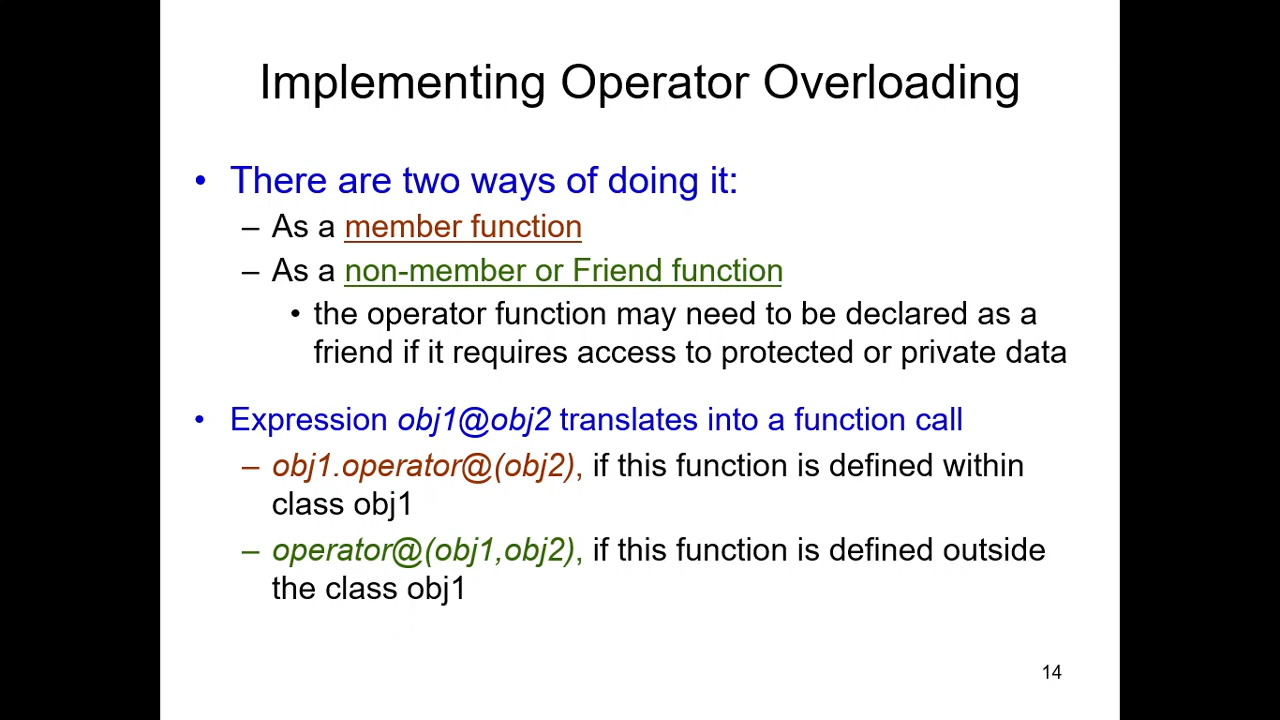 Implementing Operator Overloading
• There are two ways of doing it:
– As a member function
– As a non-member or Friend function
• the operator function may need to be declared as a
friend if it requires access to protected or private data
• Expression obj1@obj2 translates into a function call
– obj1.operator@(obj2), if this function is defined within
class obj1
– operator@(obj1,obj2), if this function is defined outside
the class obj1
14